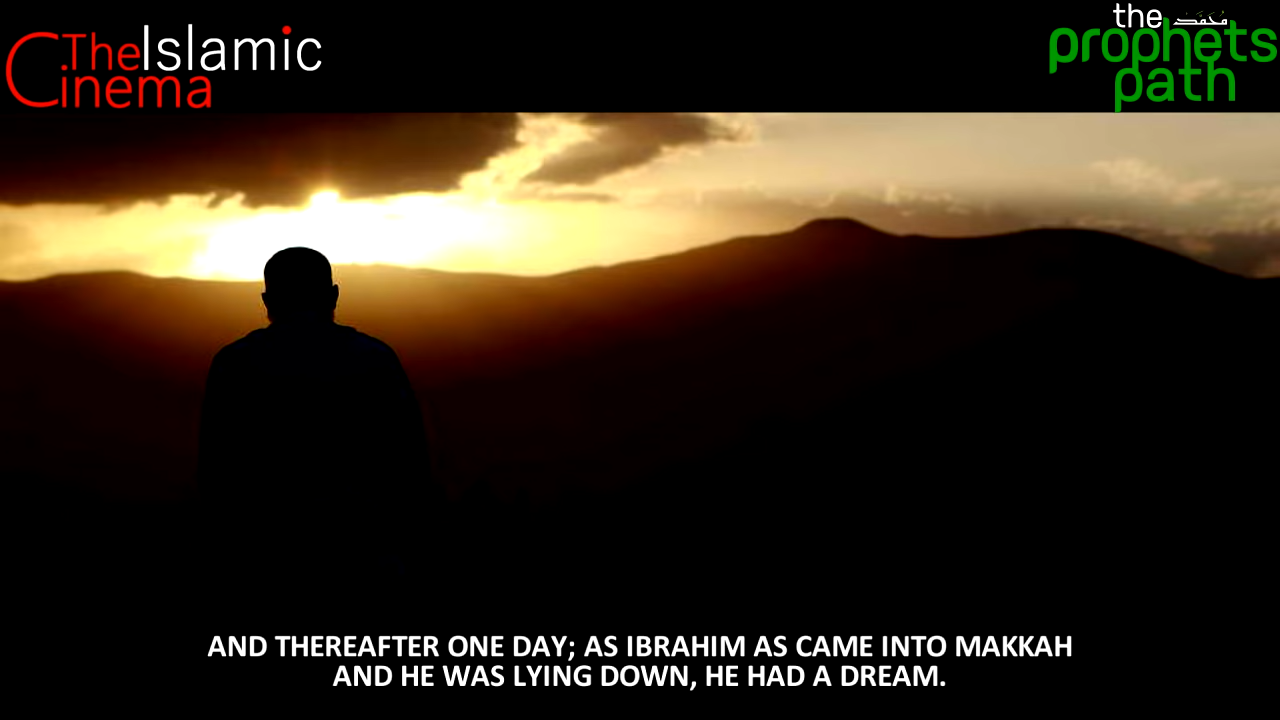 TheIslamic
Cinema
the مُحَمَّد
prophets
path
AND THEREAFTER ONE DAY; AS IBRAHIM AS CAME INTO MAKKAH
AND HE WAS LYING DOWN, HE HAD A DREAM.